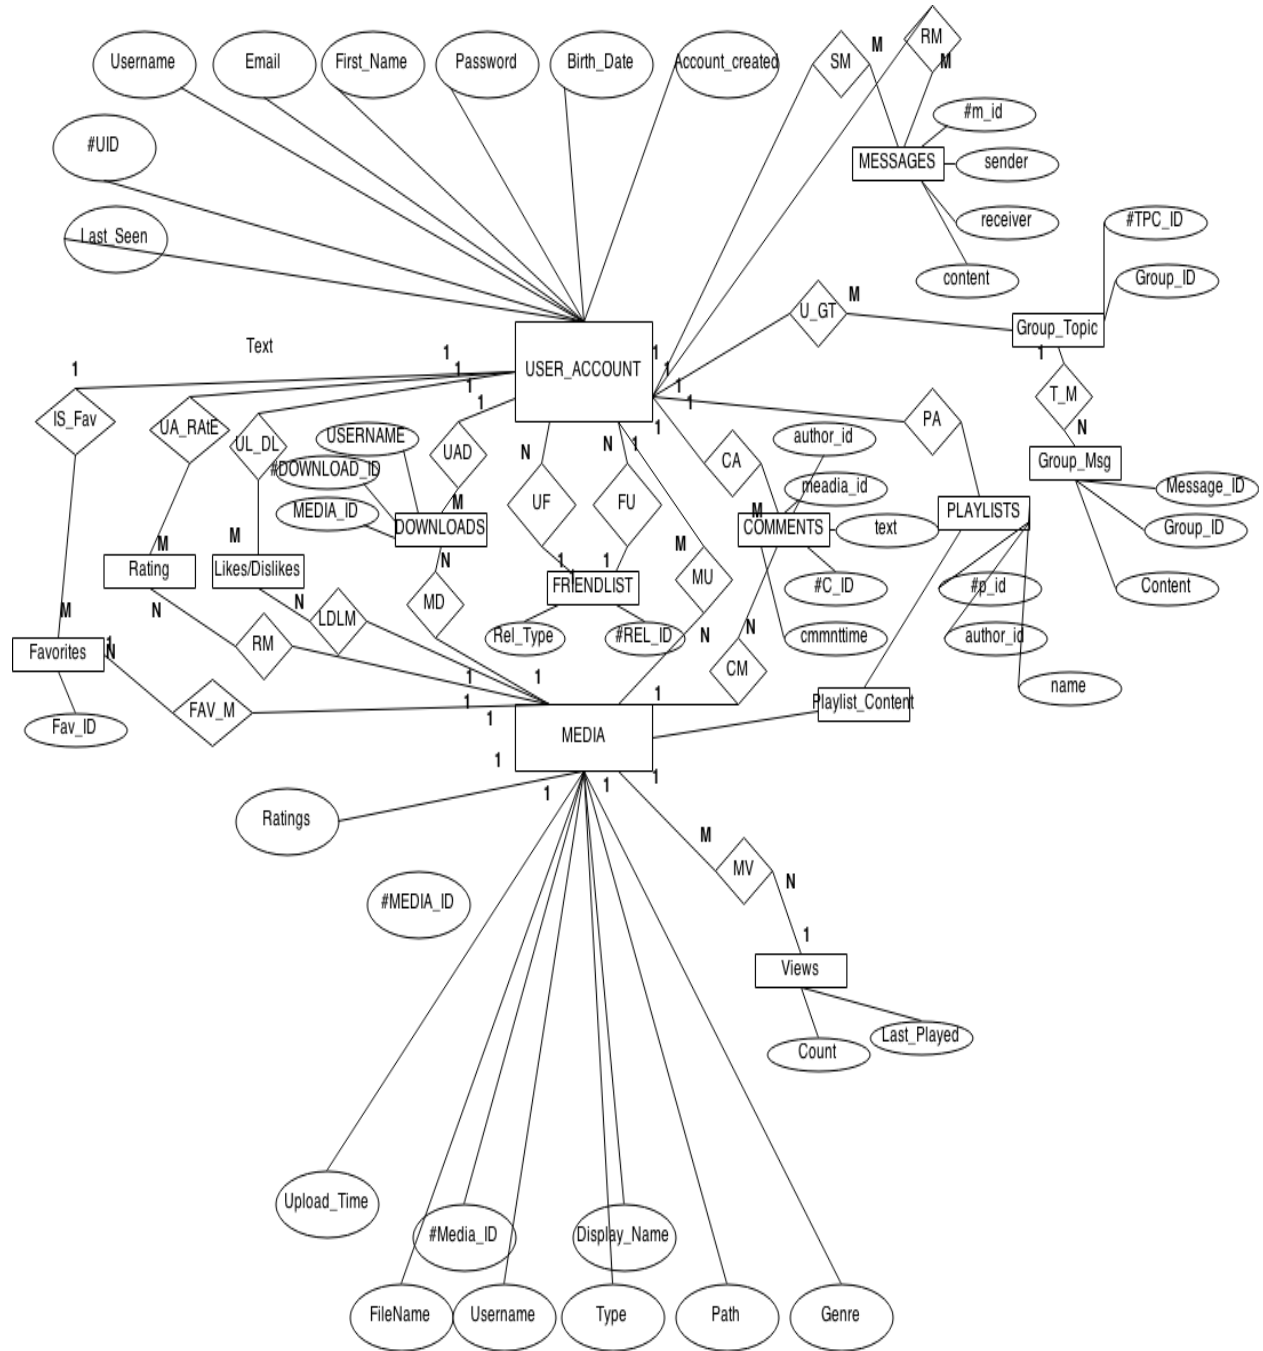 RM
SM
M
M
Username
Email
First_Name
Password
Birth_Date
Account_created
#m_id
#UID
MESSAGES
sender
receiver
#TPC_ID
Last_Seen
content
Group_ID
U_GT
M
Group_Topic
Text
1
1
1
1
USER_ACCOUNT
1
1
1
1
1
1
1
T_M
N
IS_Fav
UA_RAtE
UL_DL
USERNAME
UAD
N
N
1
1
CA
author_id
PA
#DOWNLOAD_ID
Group_Msg
MEDIA_ID
M
UF
FU
meadia_id
Message_ID
DOWNLOADS
M
COMMENTS
text
PLAYLISTS
Group_ID
M
M
N
1
1
M
Rating
Likes/Dislikes
MU
FRIENDLIST
#C_ID
#p_id
Content
M
N
N
LDLM
MD
Rel_Type
#REL_ID
N
N
cmmnttime
author_id
Favorites
1
N
RM
CM
name
1
1
1
Fav_ID
FAV_M
1
1
Playlist_Content
MEDIA
1
1
1
1
Ratings
M
MV
N
#MEDIA_ID
1
Views
Last_Played
Count
Upload_Time
#Media_ID
Display_Name
FileName
Username
Type
Path
Genre